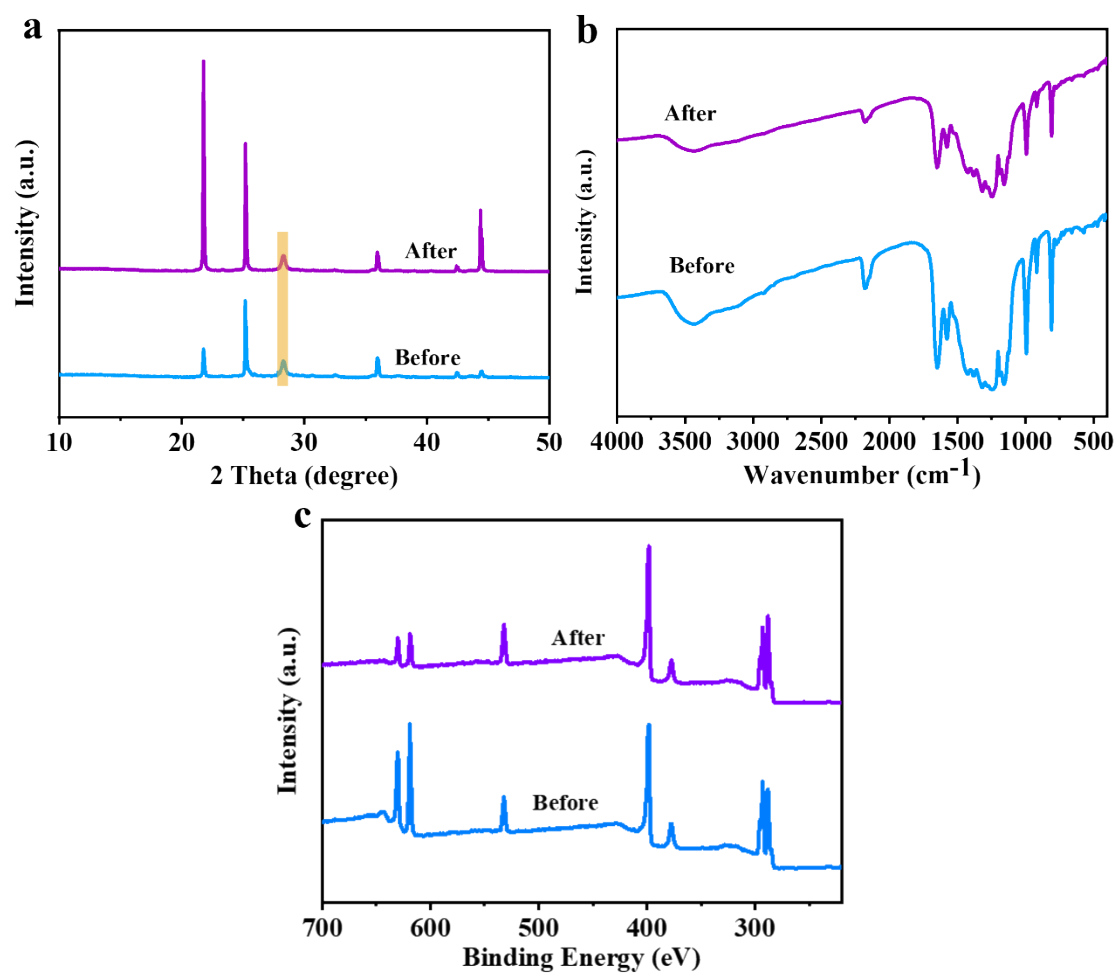 a
Intensity (a.u.)
After
Before
10 20 30 40 50
2 Theta (degree)
b
Intensity (a.u.)
After
Before
4000 3500 3000 2500 2000 1500 1000 500
Wavenumber (cm-1)
c
Intensity (a.u.)
After
Before
700 600 500 400 300
Binding Energy (eV)